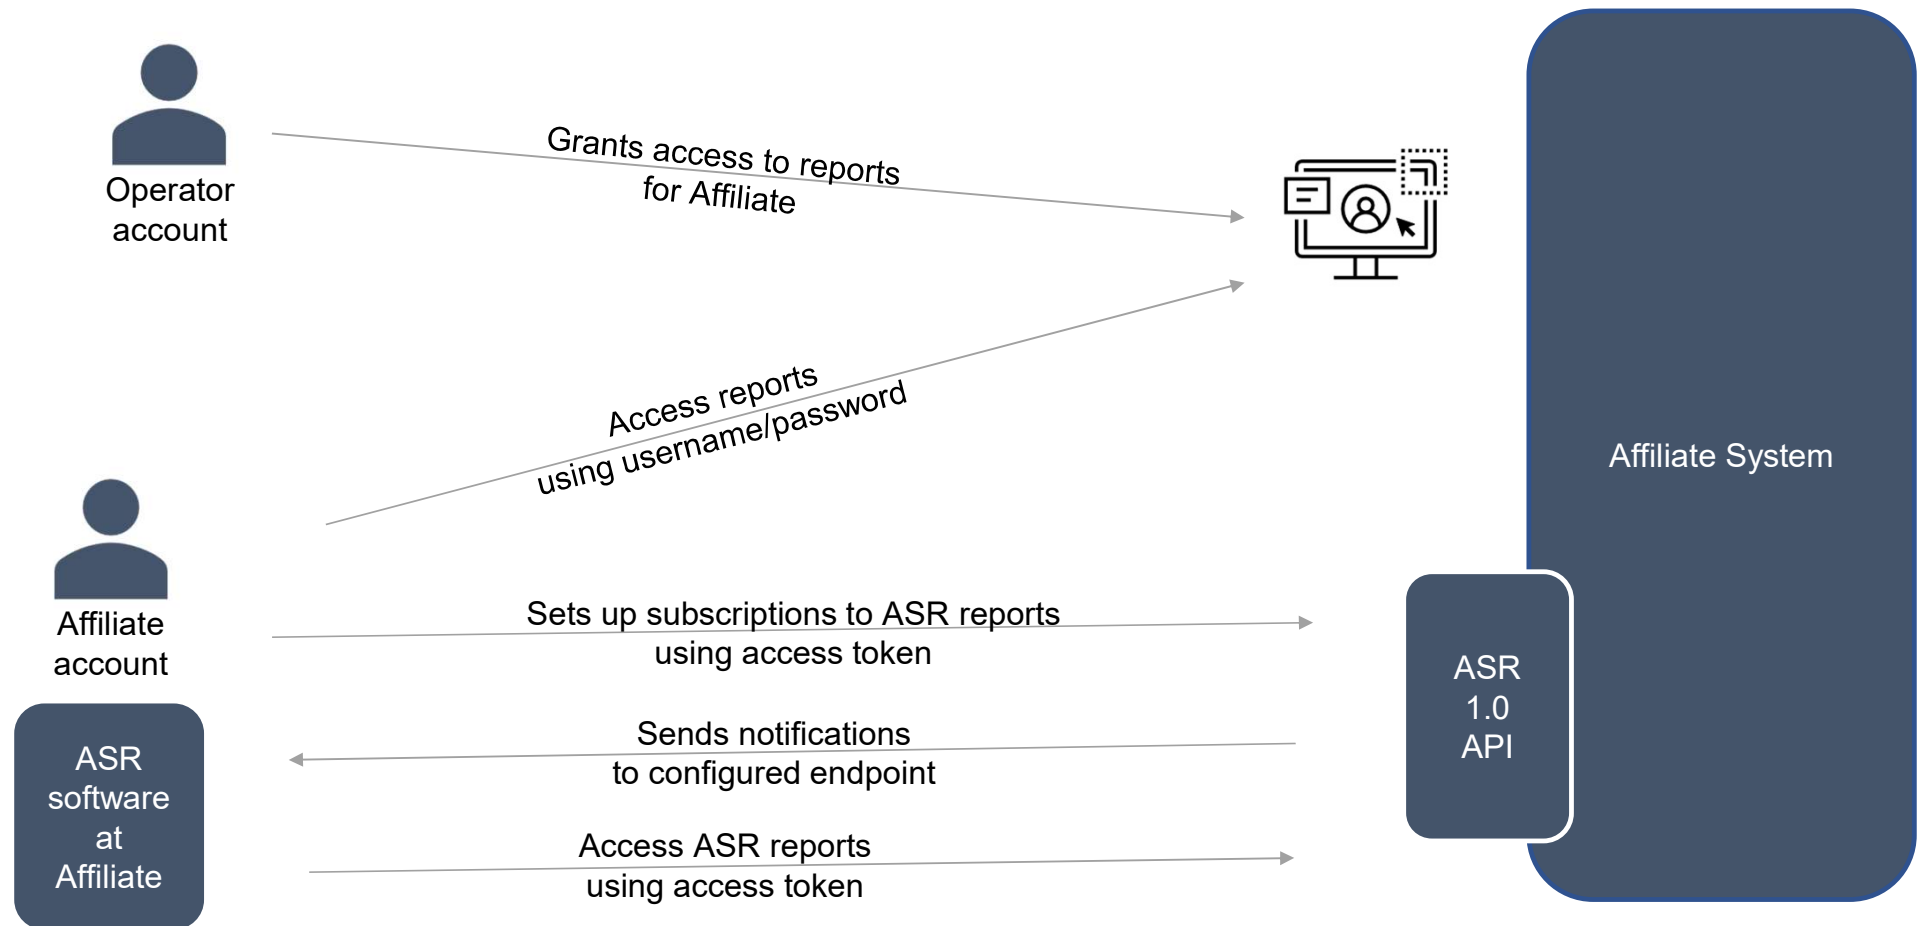 Operator
account
Grants access to reports
for Affiliate
Access reports
using username/password
Affiliate System
Affiliate
account
Sets up subscriptions to ASR reports
using access token
ASR
1.0
API
Sends notifications
to configured endpoint
ASR
software
at
Affiliate
Access ASR reports
using access token